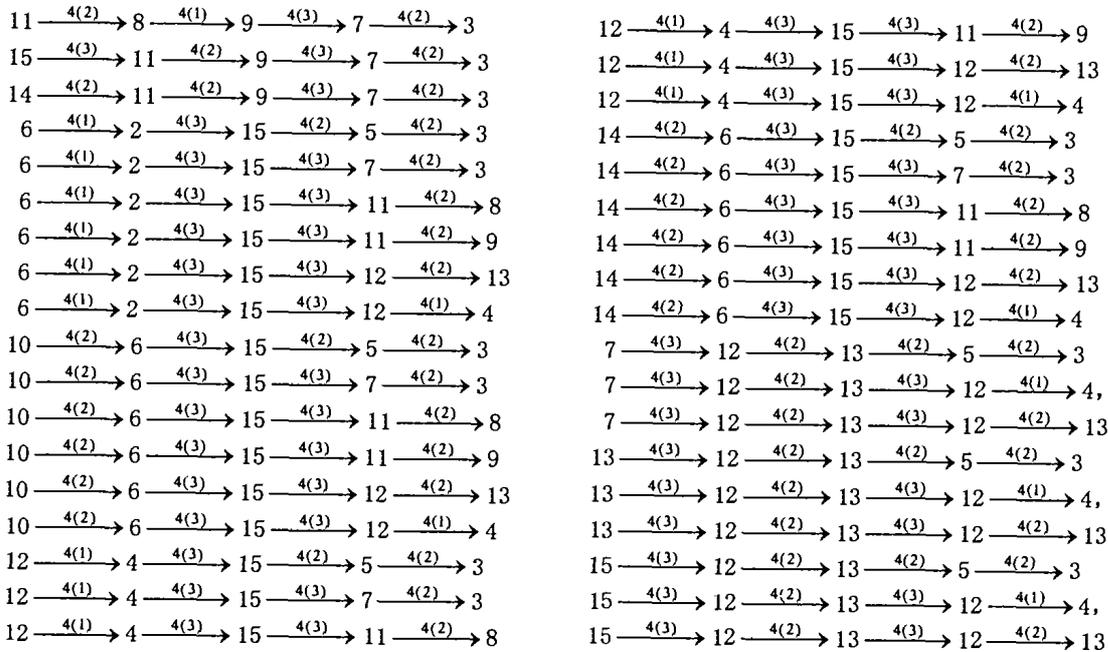 11 —4(2)→ 8 —4(1)→ 9 —4(3)→ 7 —4(2)→ 3
15 —4(3)→ 11 —4(2)→ 9 —4(3)→ 7 —4(2)→ 3
14 —4(2)→ 11 —4(2)→ 9 —4(3)→ 7 —4(2)→ 3
6 —4(1)→ 2 —4(3)→ 15 —4(2)→ 5 —4(2)→ 3
6 —4(1)→ 2 —4(3)→ 15 —4(3)→ 7 —4(2)→ 3
6 —4(1)→ 2 —4(3)→ 15 —4(3)→ 11 —4(2)→ 8
6 —4(1)→ 2 —4(3)→ 15 —4(3)→ 11 —4(2)→ 9
6 —4(1)→ 2 —4(3)→ 15 —4(3)→ 12 —4(2)→ 13
6 —4(1)→ 2 —4(3)→ 15 —4(3)→ 12 —4(1)→ 4
10 —4(2)→ 6 —4(3)→ 15 —4(2)→ 5 —4(2)→ 3
10 —4(2)→ 6 —4(3)→ 15 —4(3)→ 7 —4(2)→ 3
10 —4(2)→ 6 —4(3)→ 15 —4(3)→ 11 —4(2)→ 8
10 —4(2)→ 6 —4(3)→ 15 —4(3)→ 11 —4(2)→ 9
10 —4(2)→ 6 —4(3)→ 15 —4(3)→ 12 —4(2)→ 13
10 —4(2)→ 6 —4(3)→ 15 —4(3)→ 12 —4(1)→ 4
12 —4(1)→ 4 —4(3)→ 15 —4(2)→ 5 —4(2)→ 3
12 —4(1)→ 4 —4(3)→ 15 —4(3)→ 7 —4(2)→ 3
12 —4(1)→ 4 —4(3)→ 15 —4(3)→ 11 —4(2)→ 8
12 —4(1)→ 4 —4(3)→ 15 —4(3)→ 11 —4(2)→ 9
12 —4(1)→ 4 —4(3)→ 15 —4(3)→ 12 —4(2)→ 13
12 —4(1)→ 4 —4(3)→ 15 —4(3)→ 12 —4(1)→ 4
14 —4(2)→ 6 —4(3)→ 15 —4(2)→ 5 —4(2)→ 3
14 —4(2)→ 6 —4(3)→ 15 —4(3)→ 7 —4(2)→ 3
14 —4(2)→ 6 —4(3)→ 15 —4(3)→ 11 —4(2)→ 8
14 —4(2)→ 6 —4(3)→ 15 —4(3)→ 11 —4(2)→ 9
14 —4(2)→ 6 —4(3)→ 15 —4(3)→ 12 —4(2)→ 13
14 —4(2)→ 6 —4(3)→ 15 —4(3)→ 12 —4(1)→ 4
7 —4(3)→ 12 —4(2)→ 13 —4(2)→ 5 —4(2)→ 3
7 —4(3)→ 12 —4(2)→ 13 —4(3)→ 12 —4(1)→ 4,
7 —4(3)→ 12 —4(2)→ 13 —4(3)→ 12 —4(2)→ 13
13 —4(3)→ 12 —4(2)→ 13 —4(2)→ 5 —4(2)→ 3
13 —4(3)→ 12 —4(2)→ 13 —4(3)→ 12 —4(1)→ 4,
13 —4(3)→ 12 —4(2)→ 13 —4(3)→ 12 —4(2)→ 13
15 —4(3)→ 12 —4(2)→ 13 —4(2)→ 5 —4(2)→ 3
15 —4(3)→ 12 —4(2)→ 13 —4(3)→ 12 —4(1)→ 4,
15 —4(3)→ 12 —4(2)→ 13 —4(3)→ 12 —4(2)→ 13